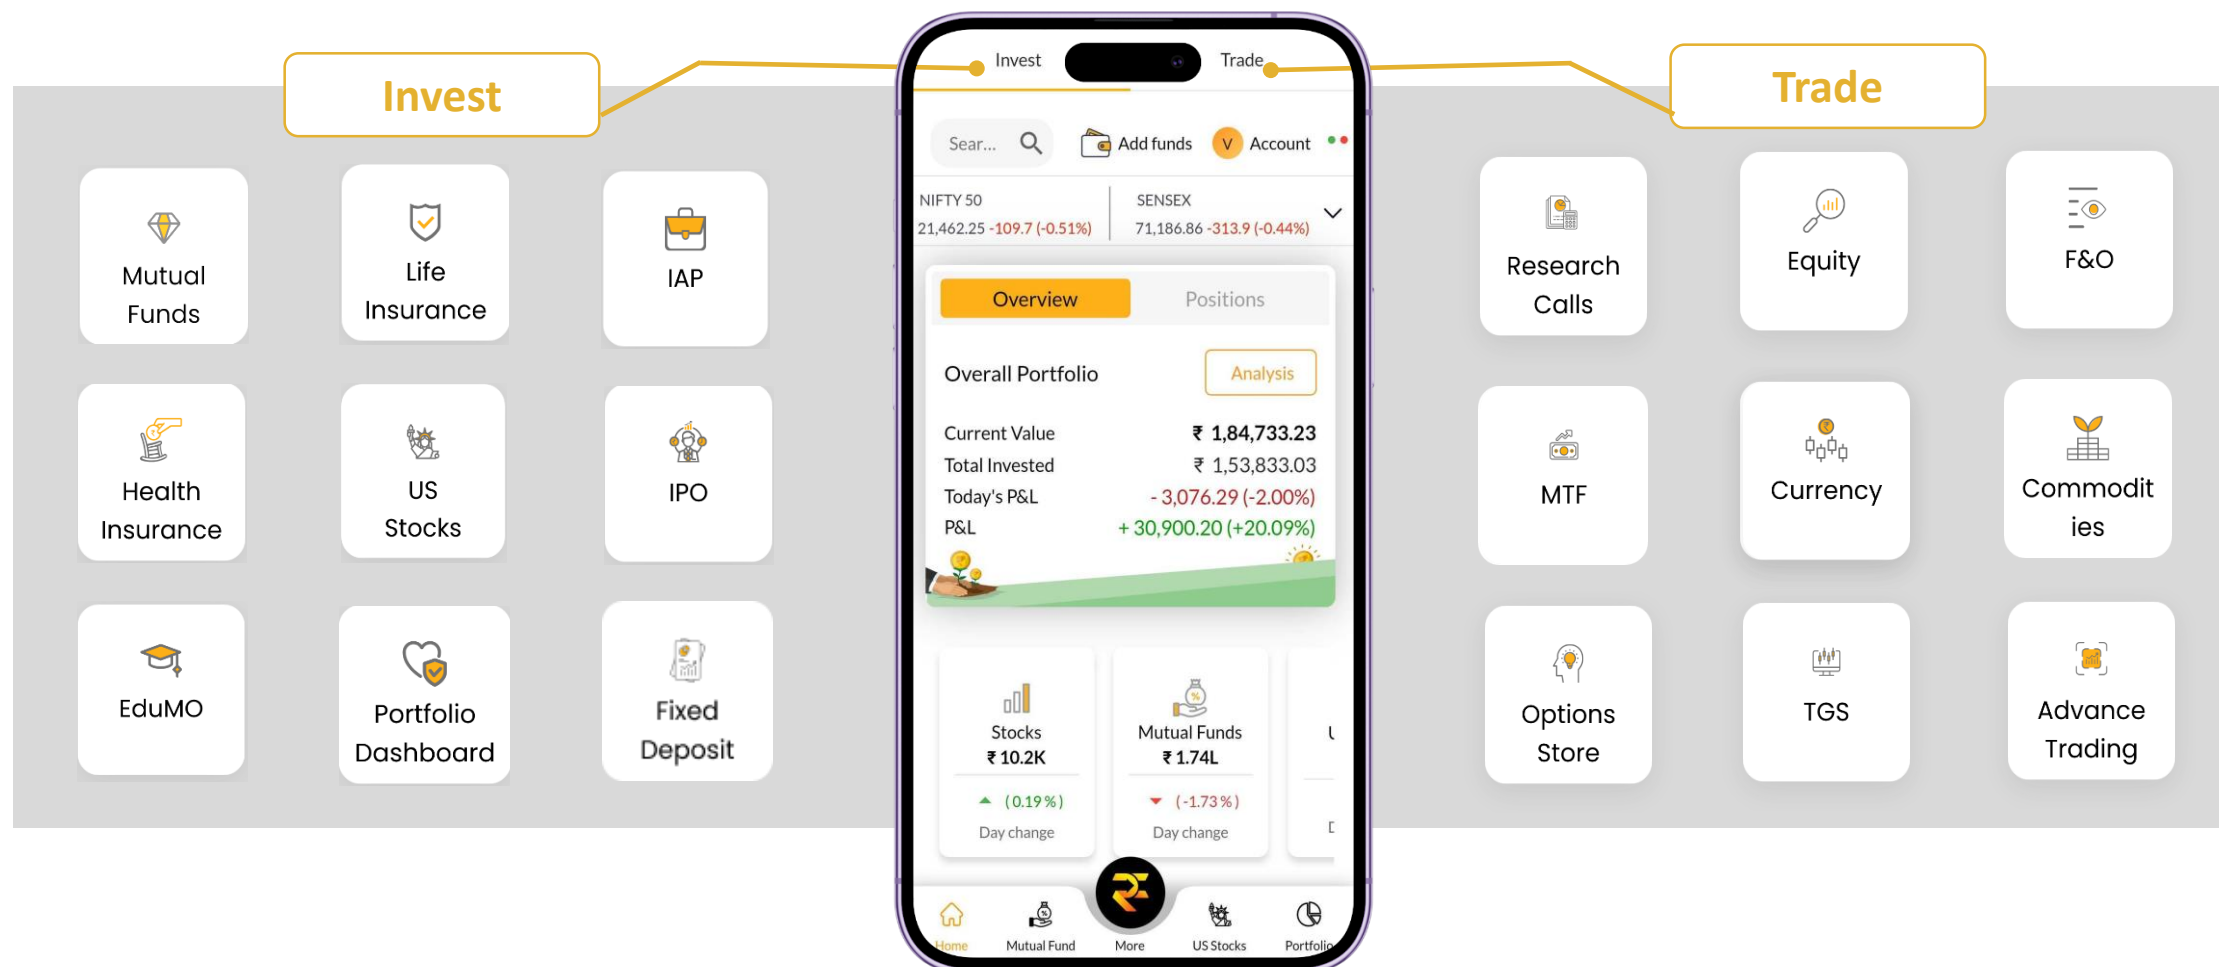 Invest
Mutual
Funds
Life
Insurance
IAP
Health
Insurance
US
Stocks
IPO
EduMO
Portfolio
Dashboard
Fixed
Deposit
Invest
Trade
Sear...
Add funds
V
Account
NIFTY 50
21,462.25 -109.7 (-0.51%)
SENSEX
71,186.86 -313.9 (-0.44%)
Overview
Positions
Overall Portfolio
Analysis
Current Value
₹ 1,84,733.23
Total Invested
₹ 1,53,833.03
Today's P&L
- 3,076.29 (-2.00%)
P&L
+ 30,900.20 (+20.09%)
Stocks
₹ 10.2K
(0.19%)
Day change
Mutual Funds
₹ 1.74L
(-1.73%)
Day change
Home
Mutual Fund
More
US Stocks
Portfolio
Trade
Research
Calls
Equity
F&O
MTF
Currency
Commodit
ies
Options
Store
TGS
Advance
Trading